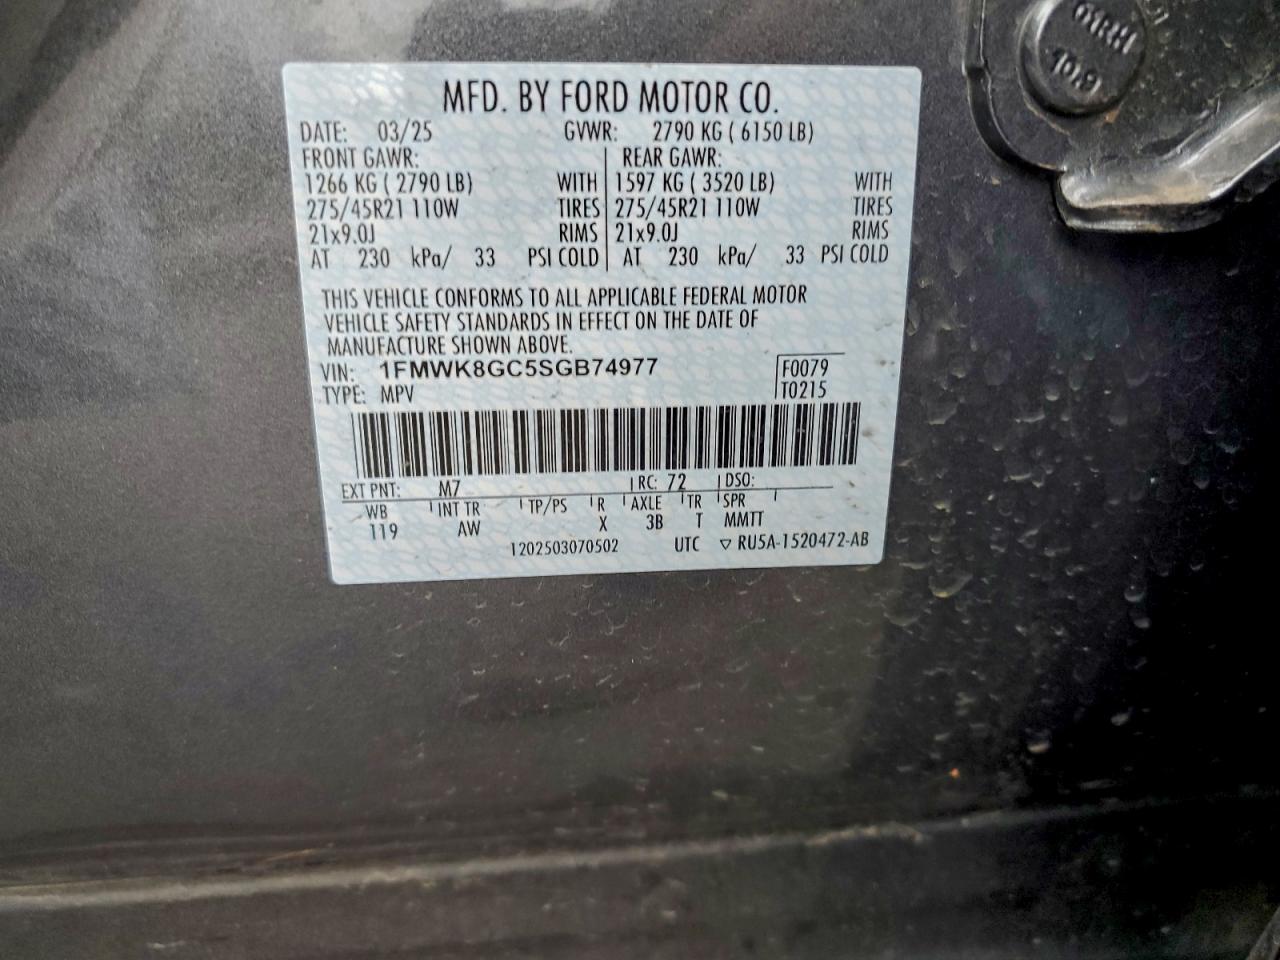 MFD. BY FORD MOTOR CO.
DATE: 03/25 GVWR: 2790 KG ( 6150 LB)
FRONT GAWR: REAR GAWR:
1266 KG ( 2790 LB) WITH 1597 KG ( 3520 LB) WITH
275/45R21 110W TIRES 275/45R21 110W TIRES
21x9.0J RIMS 21x9.0J RIMS
AT 230 kPa/ 33 PSI COLD AT 230 kPa/ 33 PSI COLD
THIS VEHICLE CONFORMS TO ALL APPLICABLE FEDERAL MOTOR
VEHICLE SAFETY STANDARDS IN EFFECT ON THE DATE OF
MANUFACTURE SHOWN ABOVE.
VIN: 1FMWK8GC5SGB74977 F0079
TYPE: MPV T0215
EXT PNT: M7 RC: 72 DSO:
WB INT TR TP/PS R AXLE TR SPR
119 AW X 3B T MMTT
1202503070502 UTC ▽ RU5A-1520472-AB
10.9